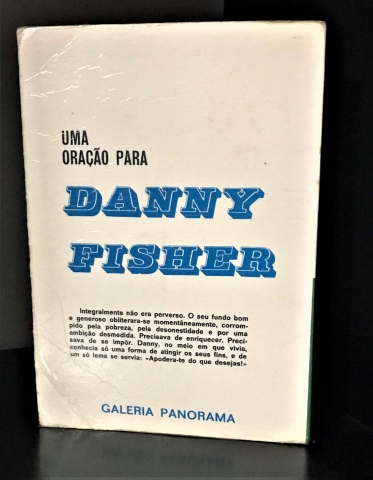 UMA
ORAÇÃO PARA
DANNY
FISHER
Integralmente não era perverso. O seu fundo bom
e generoso obliterara-se momentâneamente, corrom-
pido pela pobreza, pela desonestidade e por uma
ambição desmedida. Precisava de enriquecer. Preci-
sava de se impôr. Danny, no meio em que vivia,
conhecia só uma forma de atingir os seus fins, e de
um só lema se servia: «Apodera-te do que desejas!»
GALERIA PANORAMA